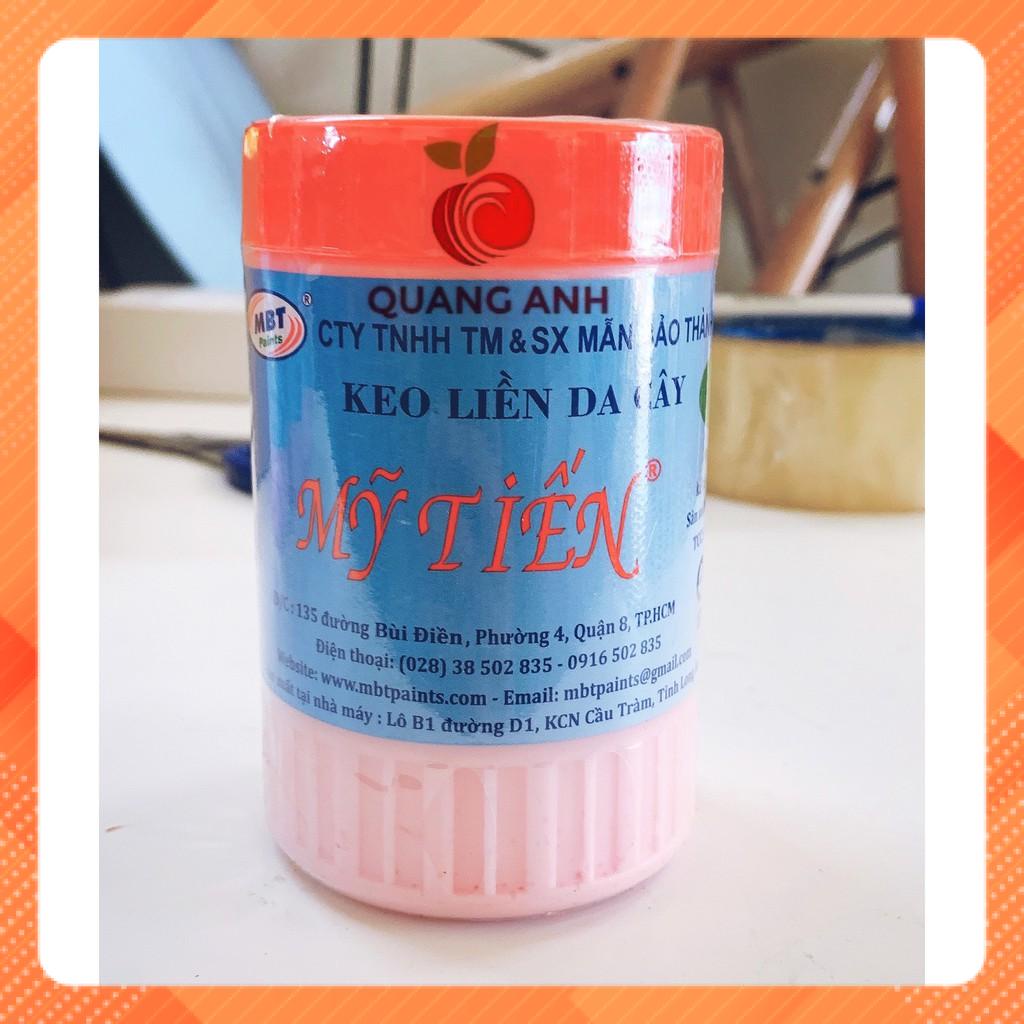 QUANG ANH
MBT
Paints
®
CTY TNHH TM & SX MẪN BẢO THÀNH
KEO LIỀN DA CÂY
MỸ TIẾN®
Đ/C: 135 đường Bùi Điền, Phường 4, Quận 8, TP.HCM
Điện thoại: (028) 38 502 835 - 0916 502 835
Website: www.mbtpaints.com - Email: mbtpaints@gmail.com
xuất tại nhà máy : Lô B1 đường D1, KCN Cầu Tràm, Tỉnh Long